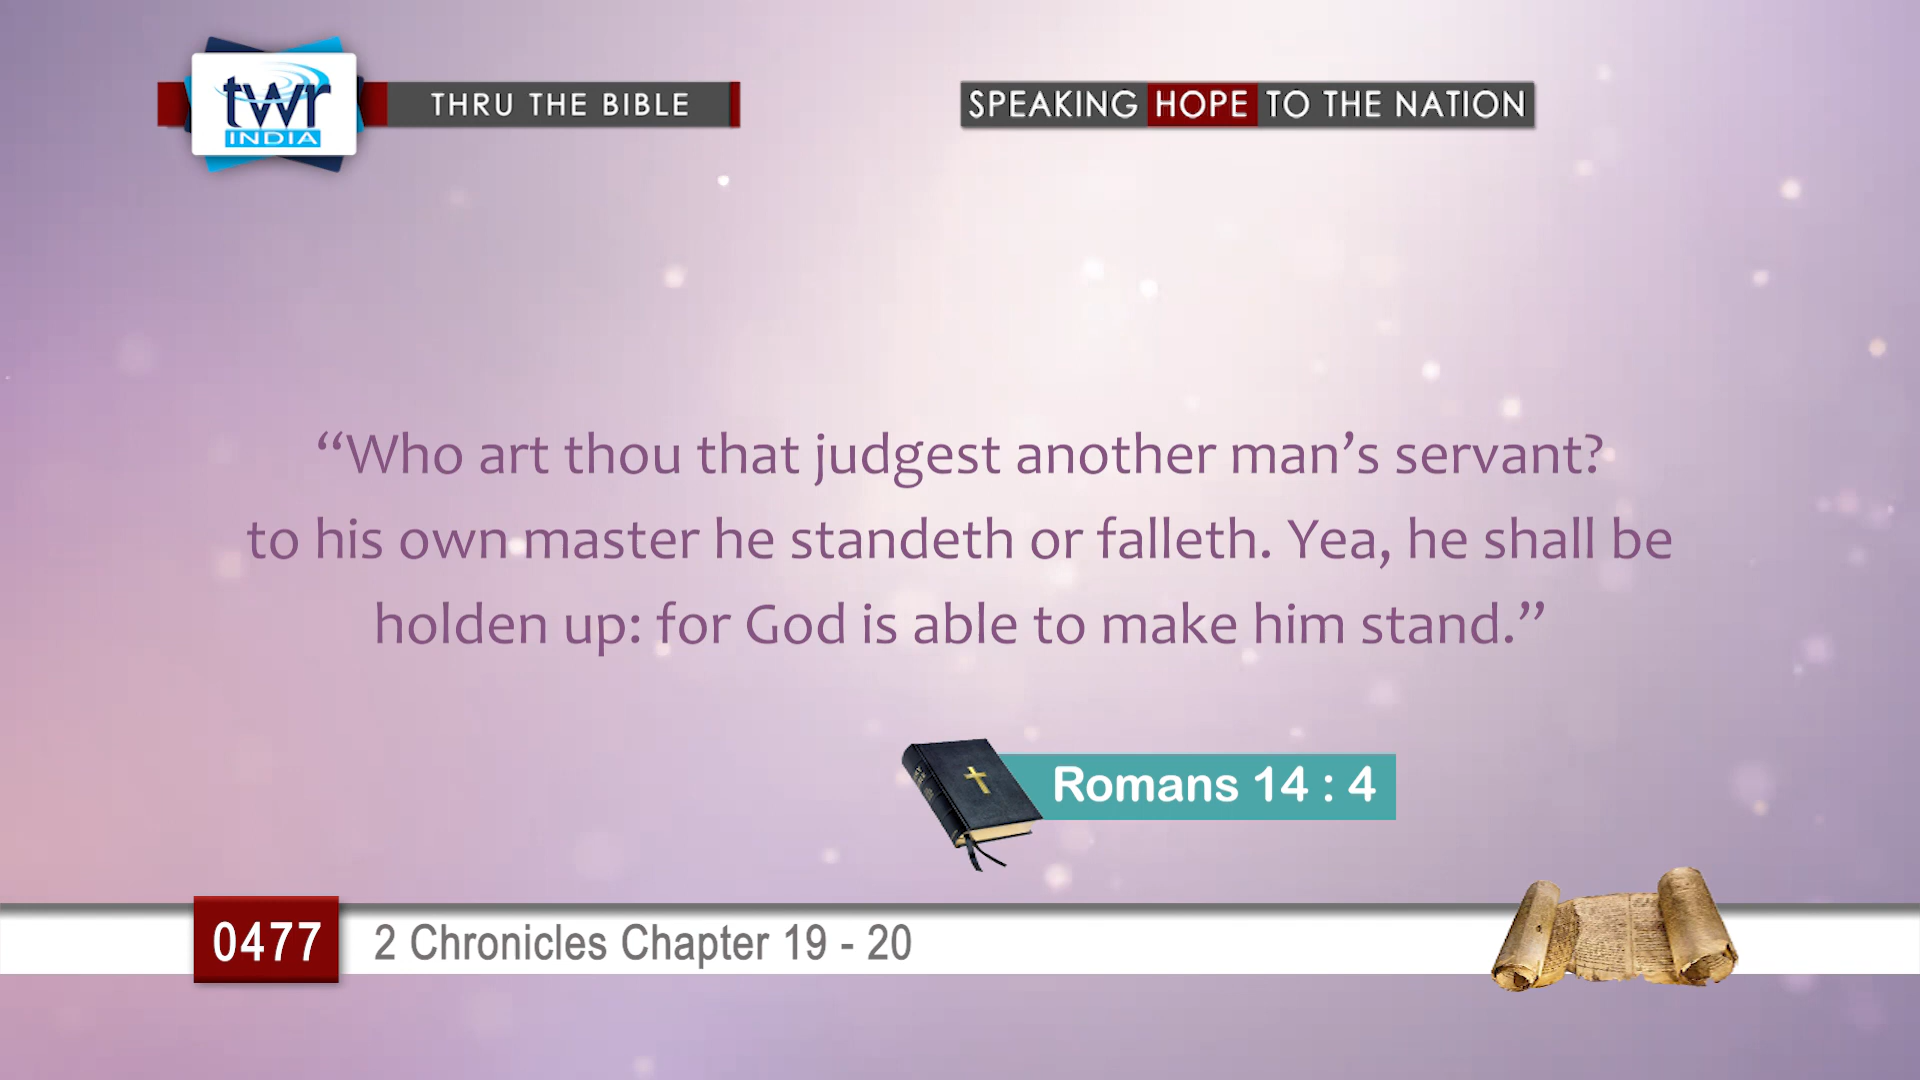 twr
INDIA
THRU THE BIBLE
SPEAKING HOPE TO THE NATION
“Who art thou that judgest another man’s servant?
to his own master he standeth or falleth. Yea, he shall be
holden up: for God is able to make him stand.”
Romans 14 : 4
0477
2 Chronicles Chapter 19 - 20